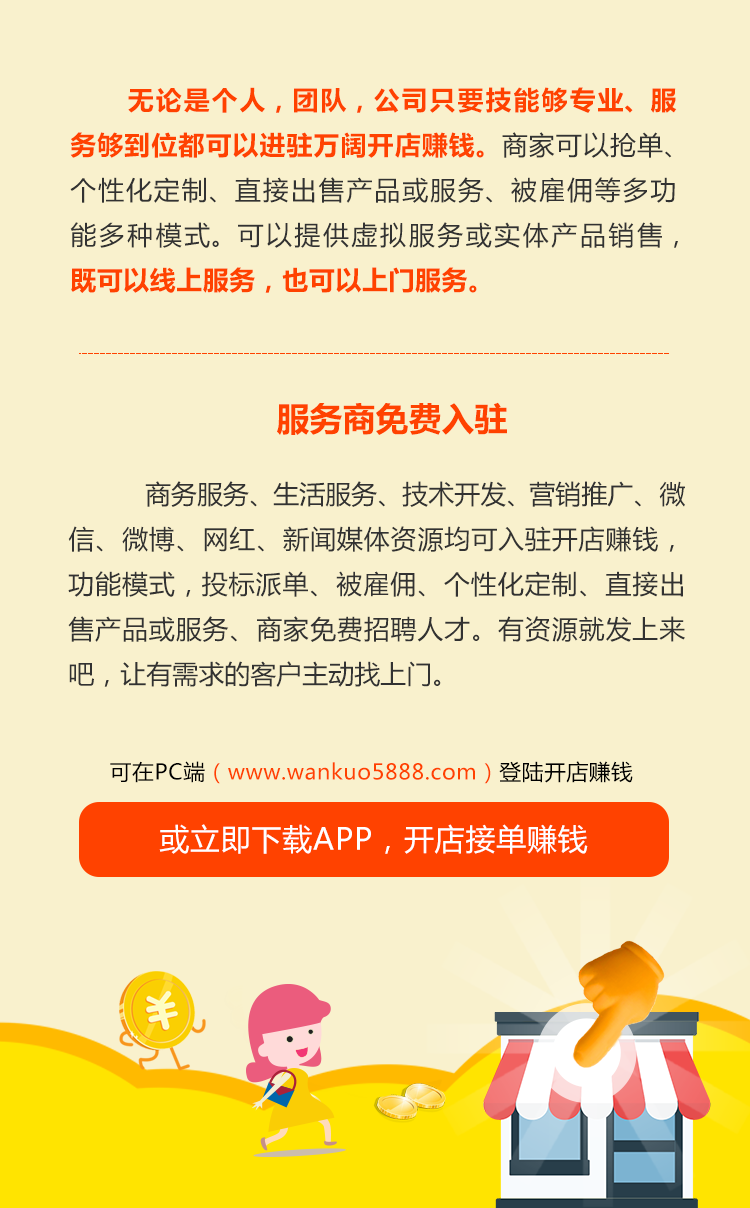 无论是个人，团队，公司只要技能够专业、服
务够到位都可以进驻万阔开店赚钱。商家可以抢单、
个性化定制、直接出售产品或服务、被雇佣等多功
能多种模式。可以提供虚拟服务或实体产品销售，
既可以线上服务，也可以上门服务。
服务商免费入驻
商务服务、生活服务、技术开发、营销推广、微
信、微博、网红、新闻媒体资源均可入驻开店赚钱，
功能模式，投标派单、被雇佣、个性化定制、直接出
售产品或服务、商家免费招聘人才。有资源就发上来
吧，让有需求的客户主动找上门。
可在PC端（www.wankuo5888.com）登陆开店赚钱
或立即下载APP，开店接单赚钱
¥